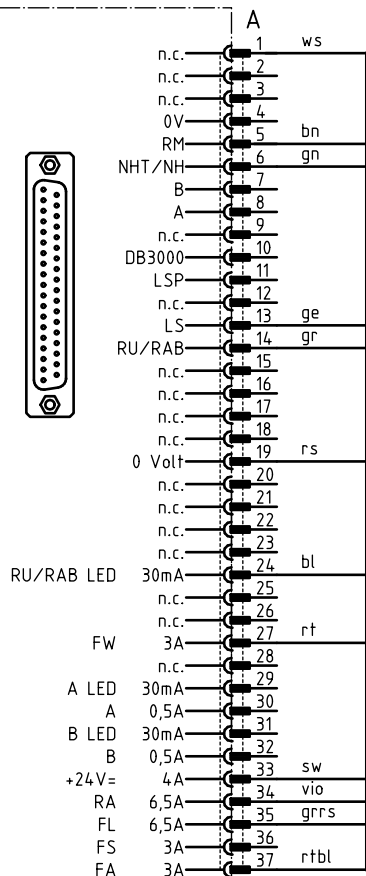 A
n.c. 1 ws
n.c. 2
n.c. 3
0V 4
RM 5 bn
NHT/NH 6 gn
B 7
A 8
n.c. 9
DB3000 10
LSP 11
n.c. 12
LS 13 ge
RU/RAB 14 gr
n.c. 15
n.c. 16
n.c. 17
n.c. 18
0 Volt 19 rs
n.c. 20
n.c. 21
n.c. 22
n.c. 23
RU/RAB LED 30mA 24 bl
n.c. 25
n.c. 26
FW 3A 27 rt
n.c. 28
A LED 30mA 29
A 0,5A 30
B LED 30mA 31
B 0,5A 32
+24V= 4A 33 sw
RA 6,5A 34 vio
FL 6,5A 35 grrs
FS 3A 36
FA 3A 37 rtbl